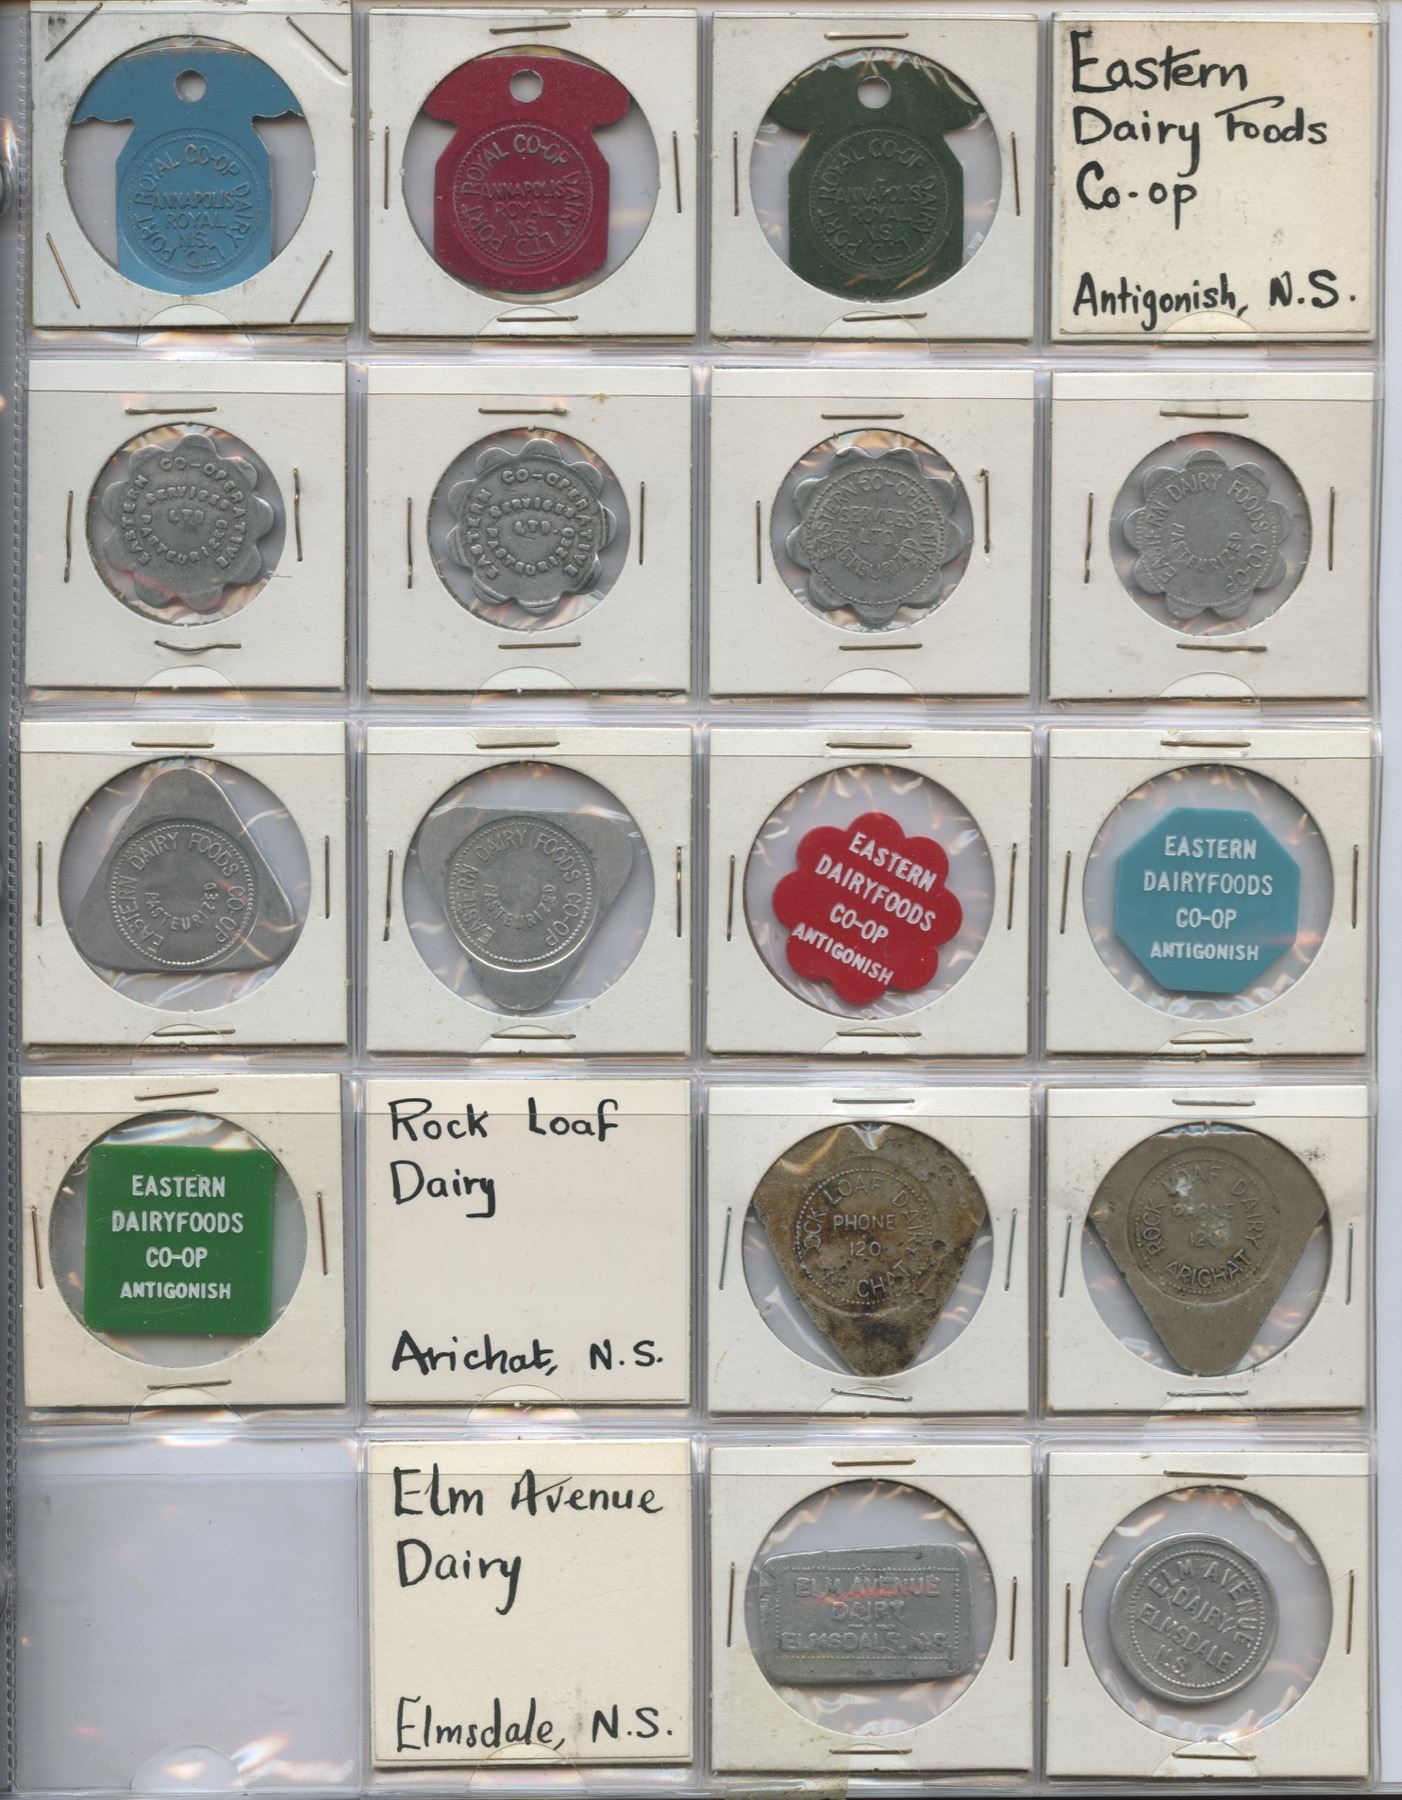 PORT ROYAL CO-OP DAIRY LTD.
ANNAPOLIS
ROYAL
N.S.
PORT ROYAL CO-OP DAIRY LTD.
ANNAPOLIS
ROYAL
N.S.
PORT ROYAL CO-OP DAIRY LTD.
ANNAPOLIS
ROYAL
N.S.
Eastern
Dairy Foods
Co-op
Antigonish, N.S.
EASTERN CO-OPERATIVE
SERVICES
LTD.
PASTEURIZED
EASTERN CO-OPERATIVE
SERVICES
LTD.
PASTEURIZED
EASTERN CO-OPERATIVE
SERVICES
LTD.
PASTEURIZED
EASTERN DAIRY FOODS CO-OP
PASTEURIZED
EASTERN DAIRY FOODS CO-OP
PASTEURIZED
EASTERN DAIRY FOODS CO-OP
PASTEURIZED
EASTERN
DAIRYFOODS
CO-OP
ANTIGONISH
EASTERN
DAIRYFOODS
CO-OP
ANTIGONISH
EASTERN
DAIRYFOODS
CO-OP
ANTIGONISH
Rock Loaf
Dairy
Arichat, N.S.
ROCK LOAF DAIRY
PHONE
120
ARICHAT
ROCK LOAF DAIRY
PHONE
120
ARICHAT
Elm Avenue
Dairy
Elmsdale, N.S.
ELM AVENUE
DAIRY
ELMSDALE, N.S.
ELM AVENUE
DAIRY
ELMSDALE
N.S.